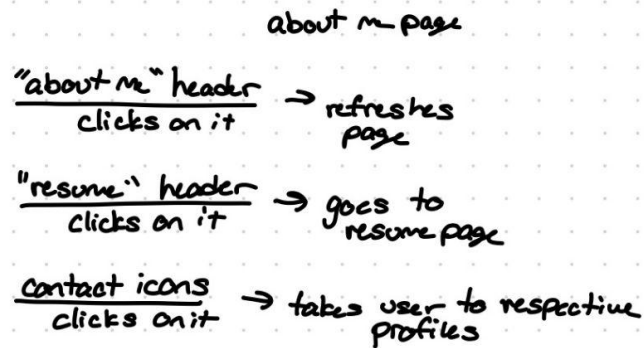 about me page
"about me" header
clicks on it
→ refreshes
page
"resume" header
clicks on it
→ goes to
resume page
contact icons
clicks on it
→ takes user to respective
profiles